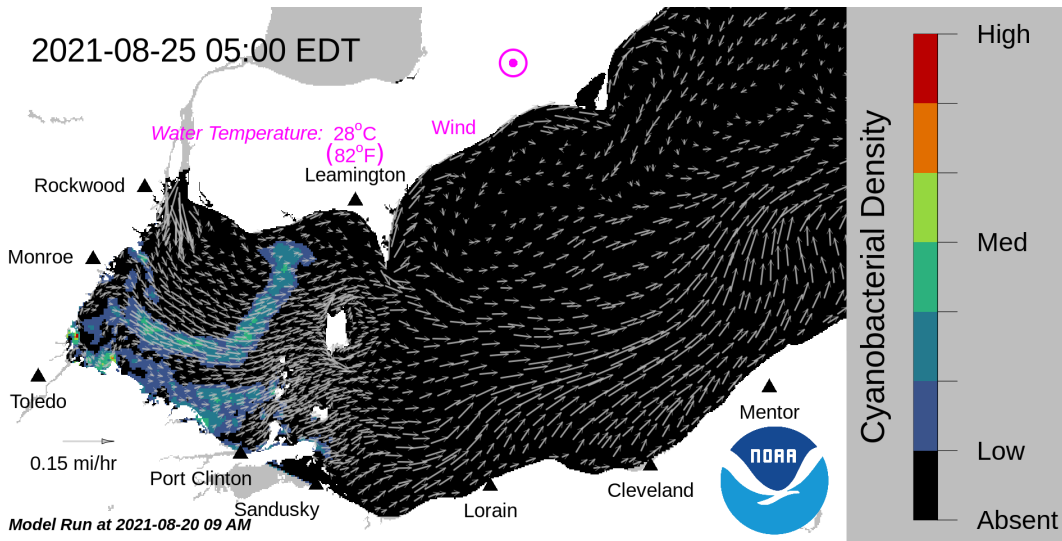 2021-08-25 05:00 EDT
Water Temperature: 28°C
(82°F)
Wind
Leamington
Rockwood
Monroe
Toledo
0.15 mi/hr
Port Clinton
Sandusky
Lorain
Cleveland
Mentor
NOAA
Model Run at 2021-08-20 09 AM
Cyanobacterial Density
High
Med
Low
Absent